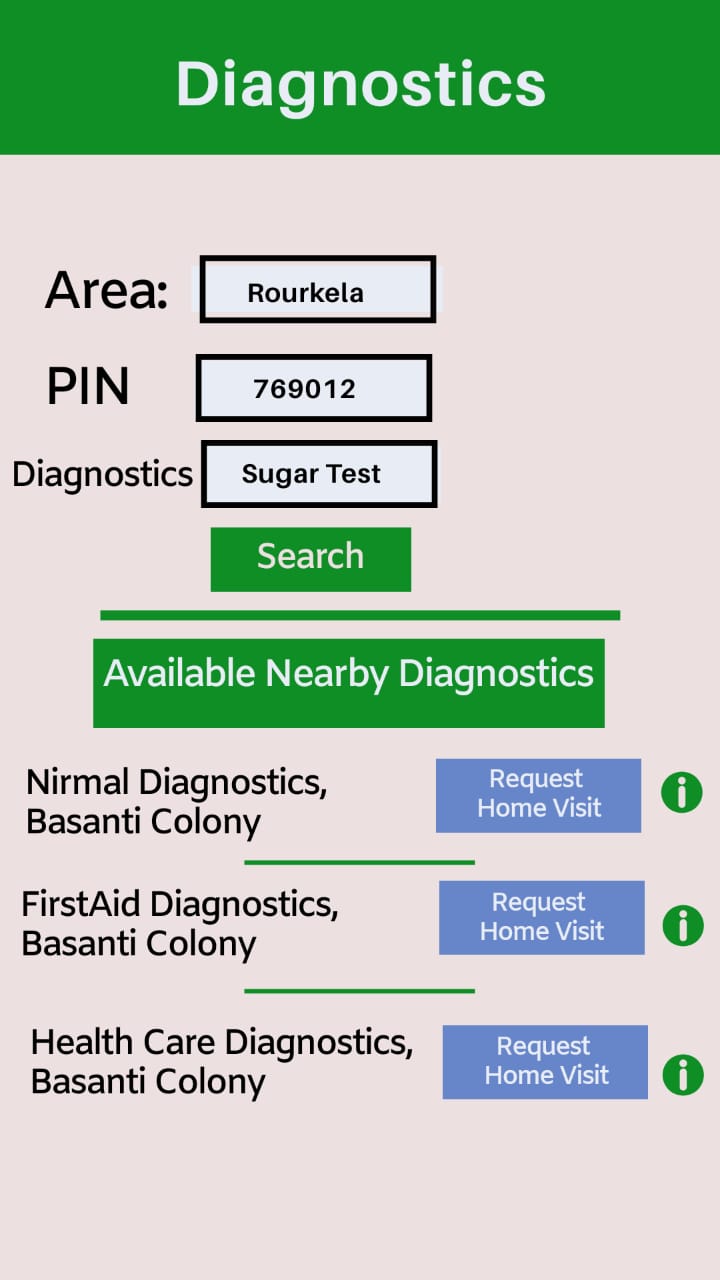 Diagnostics
Area: Rourkela
PIN 769012
Diagnostics Sugar Test
Search
Available Nearby Diagnostics
Nirmal Diagnostics,
Basanti Colony
Request
Home Visit
FirstAid Diagnostics,
Basanti Colony
Request
Home Visit
Health Care Diagnostics,
Basanti Colony
Request
Home Visit